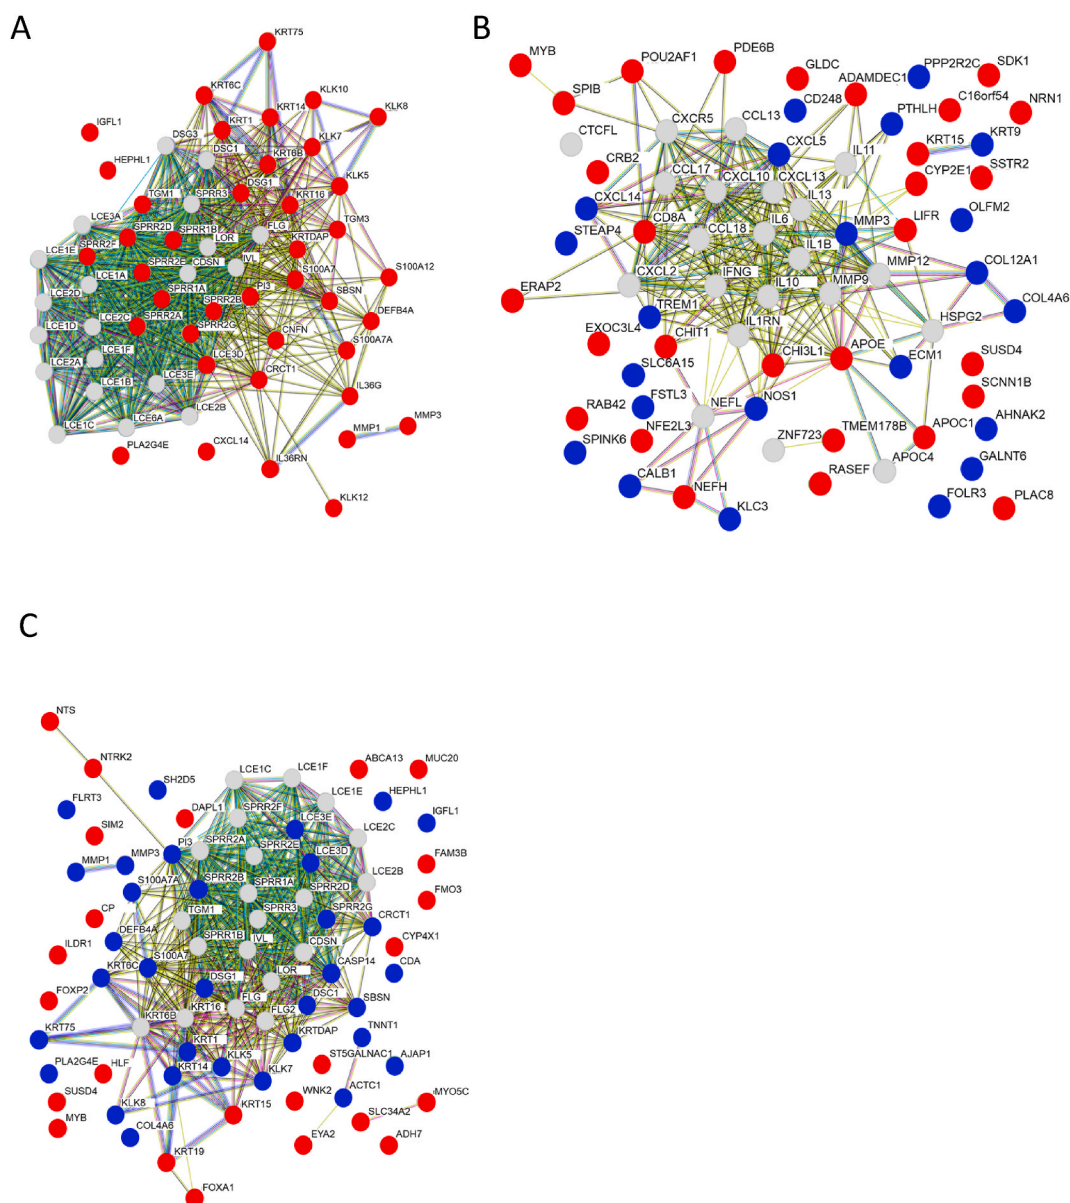 A
KRT75
KRT6C
KLK10
KRT14
KLK8
KRT1
IGFL1
DSG3
DSC1
KLK7
KRT6B
HEPHL1
DSG1
KLK5
TGM1
SPRR3
KRT16
LCE3A
TGM3
SPRR2D
SPRR1B
FLG
SPRR2F
LOR
KRTDAP
LCE1E
SPRR2E
CDSN
IVL
LCE1A
S100A7
S100A12
LCE2D
SPRR1A
PI3
SPRR2B
SBSN
LCE2C
SPRR2A
DEFB4A
LCE1D
SPRR2G
CNFN
LCE1F
S100A7A
LCE2A
LCE3D
LCE3E
CRCT1
LCE1B
IL36G
LCE2B
LCE6A
LCE1C
MMP3
PLA2G4E
CXCL14
MMP1
IL36RN
KLK12
B
MYB
POU2AF1
PDE6B
GLDC
PPP2R2C
SDK1
SPIB
CD248
ADAMDEC1
C16orf54
NRN1
CTCFL
CXCR5
CCL13
CXCL5
PTHLH
IL11
KRT15
KRT9
CRB2
CCL17
CXCL10
CXCL13
CYP2E1
SSTR2
CXCL14
IL13
STEAP4
CD8A
IL6
MMP3
LIFR
OLFM2
CCL18
IL1B
COL12A1
CXCL2
IFNG
MMP12
ERAP2
IL10
MMP9
COL4A6
TREM1
HSPG2
EXOC3L4
CHIT1
IL1RN
SLC6A15
CHI3L1
APOE
ECM1
SUSD4
FSTL3
NEFL
NOS1
SCNN1B
RAB42
NFE2L3
ZNF723
TMEM178B
APOC1
AHNAK2
SPINK6
CALB1
RASEF
APOC4
GALNT6
NEFH
FOLR3
PLAC8
KLC3
C
NTS
NTRK2
SH2D5
LCE1C
LCE1F
ABCA13
MUC20
FLRT3
LCE1E
HEPHL1
DAPL1
SPRR2F
IGFL1
SIM2
LCE3E
LCE2C
PI3
SPRR2A
SPRR2E
MMP3
LCE3D
FAM3B
MMP1
LCE2B
S100A7A
SPRR2B
SPRR1A
SPRR2D
FMO3
CP
TGM1
SPRR3
SPRR2G
CRCT1
DEFB4A
SPRR1B
IVL
CDSN
CYP4X1
ILDR1
S100A7
CASP14
CDA
KRT6C
DSG1
LOR
FOXP2
FLG
DSC1
SBSN
KRT6B
KRT16
FLG2
KRT75
KRT1
KRTDAP
TNNT1
PLA2G4E
HLF
KRT14
KLK5
KLK7
ST5GALNAC1
AJAP1
SUSD4
KLK8
WNK2
ACTC1
MYO5C
MYB
COL4A6
KRT15
SLC34A2
EYA2
ADH7
KRT19
FOXA1